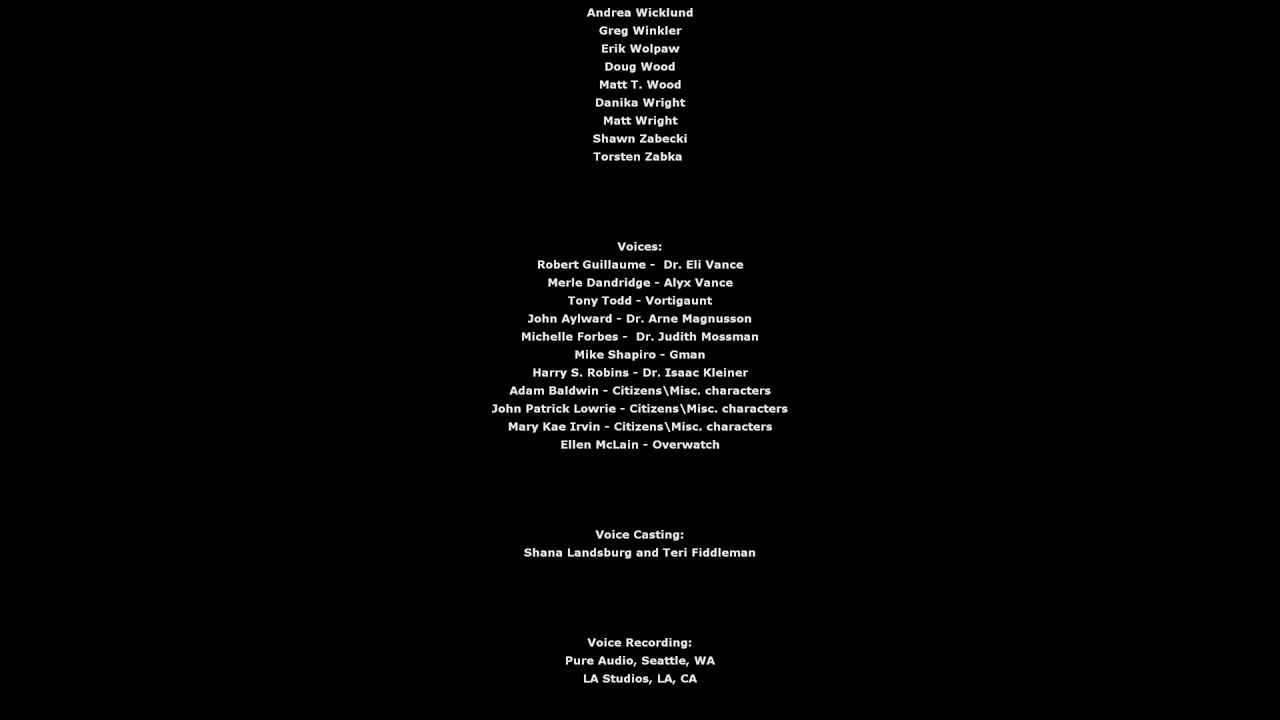 Andrea Wicklund
Greg Winkler
Erik Wolpaw
Doug Wood
Matt T. Wood
Danika Wright
Matt Wright
Shawn Zabecki
Torsten Zabka
Voices:
Robert Guillaume -  Dr. Eli Vance
Merle Dandridge - Alyx Vance
Tony Todd - Vortigaunt
John Aylward - Dr. Arne Magnusson
Michelle Forbes -  Dr. Judith Mossman
Mike Shapiro - Gman
Harry S. Robins - Dr. Isaac Kleiner
Adam Baldwin - Citizens\Misc. characters
John Patrick Lowrie - Citizens\Misc. characters
Mary Kae Irvin - Citizens\Misc. characters
Ellen McLain - Overwatch
Voice Casting:
Shana Landsburg and Teri Fiddleman
Voice Recording:
Pure Audio, Seattle, WA
LA Studios, LA, CA